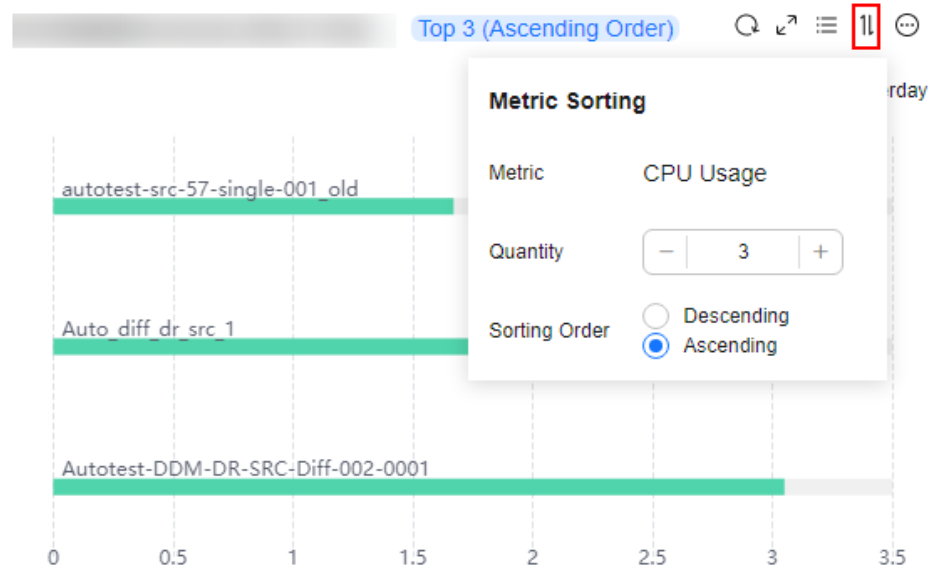 Top 3 (Ascending Order)
Metric Sorting
rday
Metric CPU Usage
autotest-src-57-single-001_old
Quantity − 3 +
Sorting Order Descending
Ascending
Auto_diff_dr_src_1
Autotest-DDM-DR-SRC-Diff-002-0001
0 0.5 1 1.5 2 2.5 3 3.5